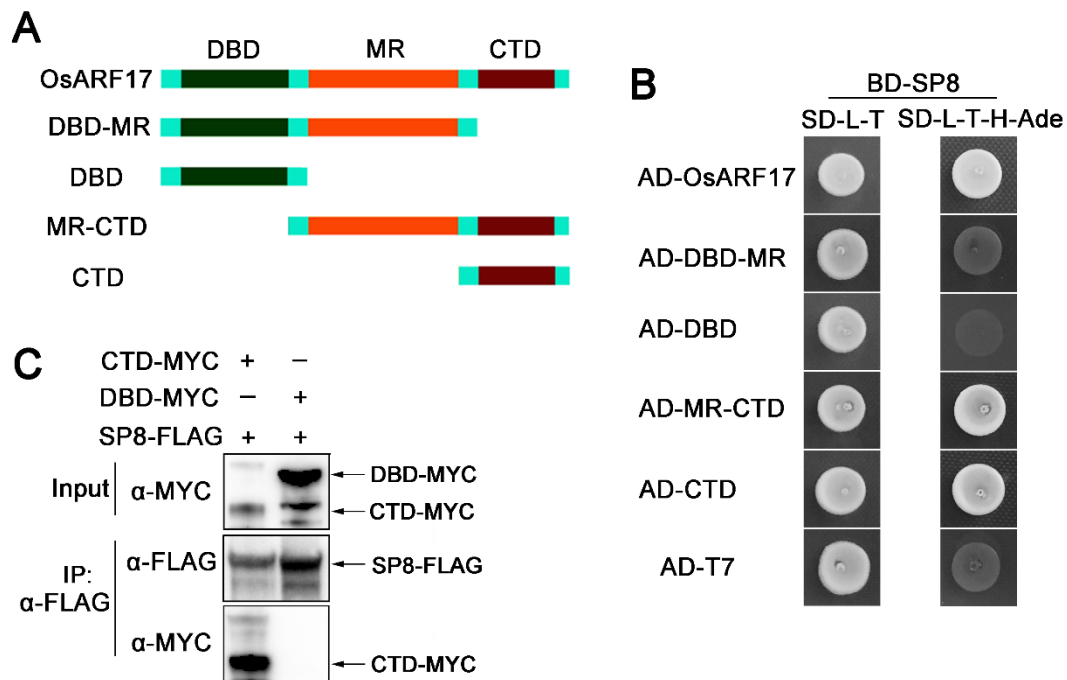 A
DBD MR CTD
OsARF17
DBD-MR
DBD
MR-CTD
CTD
B
BD-SP8
SD-L-T SD-L-T-H-Ade
AD-OsARF17
AD-DBD-MR
AD-DBD
AD-MR-CTD
AD-CTD
AD-T7
C
CTD-MYC + −
DBD-MYC − +
SP8-FLAG + +
Input α-MYC DBD-MYC
CTD-MYC
IP: α-FLAG SP8-FLAG
α-FLAG
α-MYC CTD-MYC